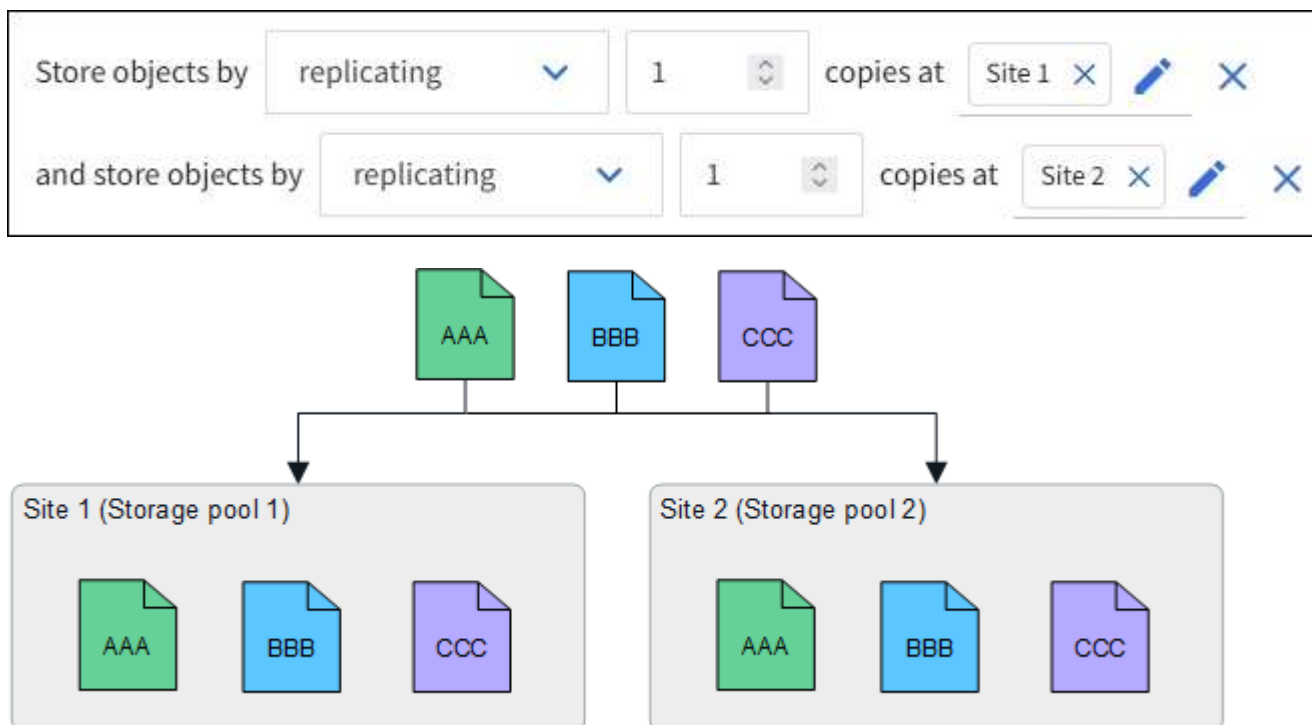 Store objects by replicating 1 copies at Site 1
and store objects by replicating 1 copies at Site 2
AAA BBB CCC
Site 1 (Storage pool 1) Site 2 (Storage pool 2)
AAA BBB CCC AAA BBB CCC